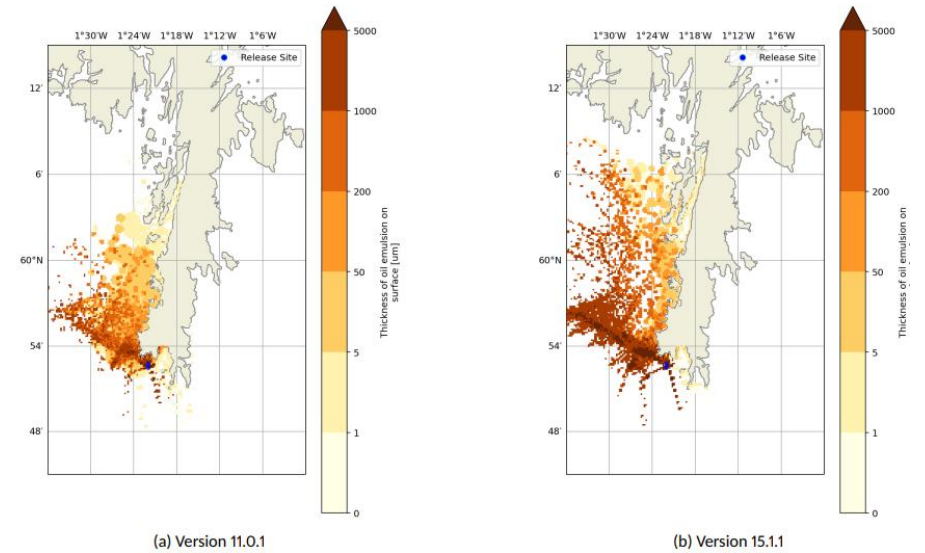 1°30'W 1°24'W 1°18'W 1°12'W 1°6'W
Release Site
12'
6'
60°N
54'
48'
5000
1000
200
50
5
1
0
Thickness of oil emulsion on
surface [um]
(a) Version 11.0.1
1°30'W 1°24'W 1°18'W 1°12'W 1°6'W
Release Site
12'
6'
60°N
54'
48'
5000
1000
200
50
5
1
0
Thickness of oil emulsion on
(b) Version 15.1.1